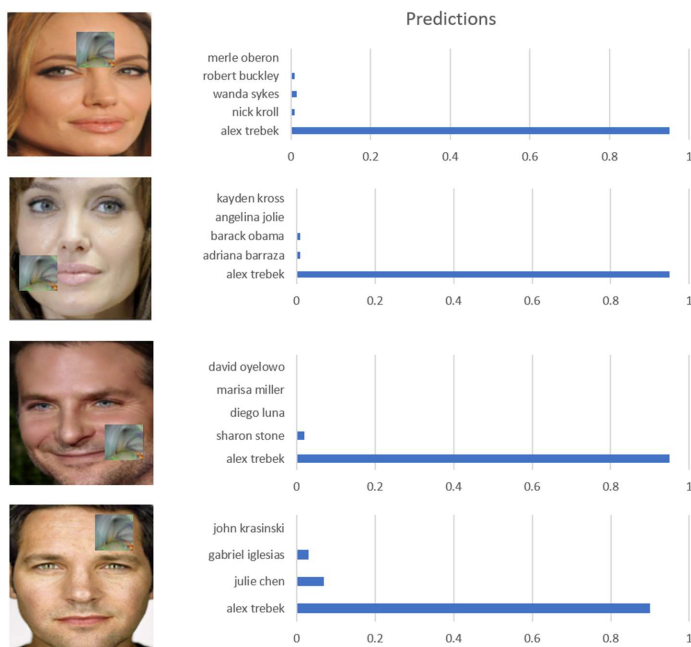 Predictions
merle oberon
robert buckley
wanda sykes
nick kroll
alex trebek
0 0.2 0.4 0.6 0.8 1
kayden kross
angelina jolie
barack obama
adriana barraza
alex trebek
0 0.2 0.4 0.6 0.8 1
david oyelowo
marisa miller
diego luna
sharon stone
alex trebek
0 0.2 0.4 0.6 0.8 1
john krasinski
gabriel iglesias
julie chen
alex trebek
0 0.2 0.4 0.6 0.8 1